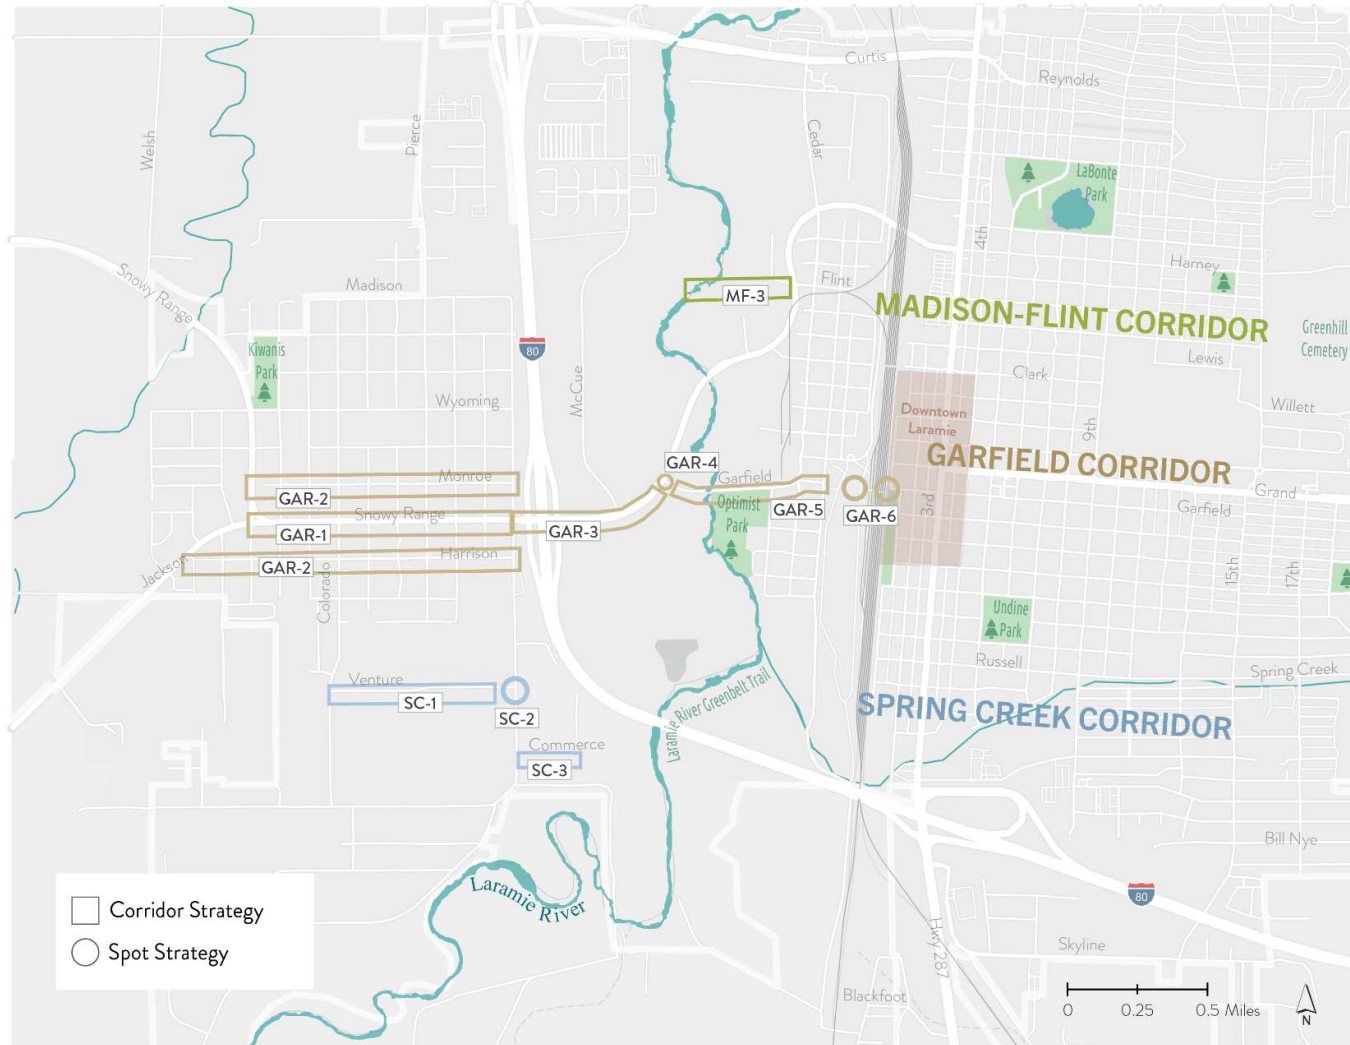 Curtis
Reynolds
Welsh
Pierce
Cedar
LaBonte
Park
4th
Harney
Snowy Range
Madison
Flint
MF-3
MADISON-FLINT CORRIDOR
Greenhill
Cemetery
80
Kiwanis
Park
McCue
Lewis
Clark
Wyoming
Downtown
Laramie
9th
Willett
GARFIELD CORRIDOR
Monroe
GAR-4
Garfield
GAR-2
Optimist
Park
GAR-5
GAR-6
3rd
Grand
Garfield
Snowy Range
GAR-1
GAR-3
Harrison
GAR-2
Jackson
Colorado
15th
17th
Undine
Park
Russell
Spring Creek
Venture
SC-1
SC-2
Laramie River Greenbelt Trail
SPRING CREEK CORRIDOR
Commerce
SC-3
Bill Nye
Laramie River
80
Corridor Strategy
Spot Strategy
Hwy 287
Skyline
Blackfoot
0 0.25 0.5 Miles
N